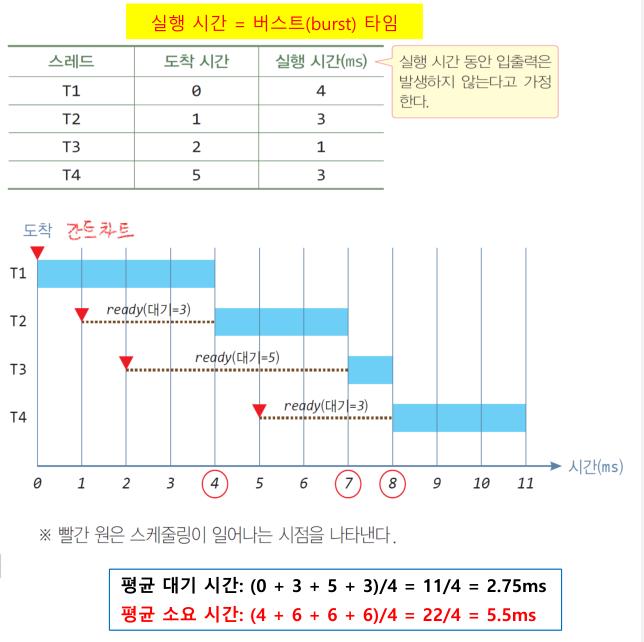 실행 시간 = 버스트(burst) 타임
스레드 도착 시간 실행 시간(ms)
T1 0 4
T2 1 3
T3 2 1
T4 5 3
실행 시간 동안 입출력은
발생하지 않는다고 가정
한다.
도착 간트차트
T1
T2 ready(대기=3)
T3 ready(대기=5)
T4 ready(대기=3)
시간(ms)
0 1 2 3 4 5 6 7 8 9 10 11
※ 빨간 원은 스케줄링이 일어나는 시점을 나타낸다.
평균 대기 시간: (0 + 3 + 5 + 3)/4 = 11/4 = 2.75ms
평균 소요 시간: (4 + 6 + 6 + 6)/4 = 22/4 = 5.5ms